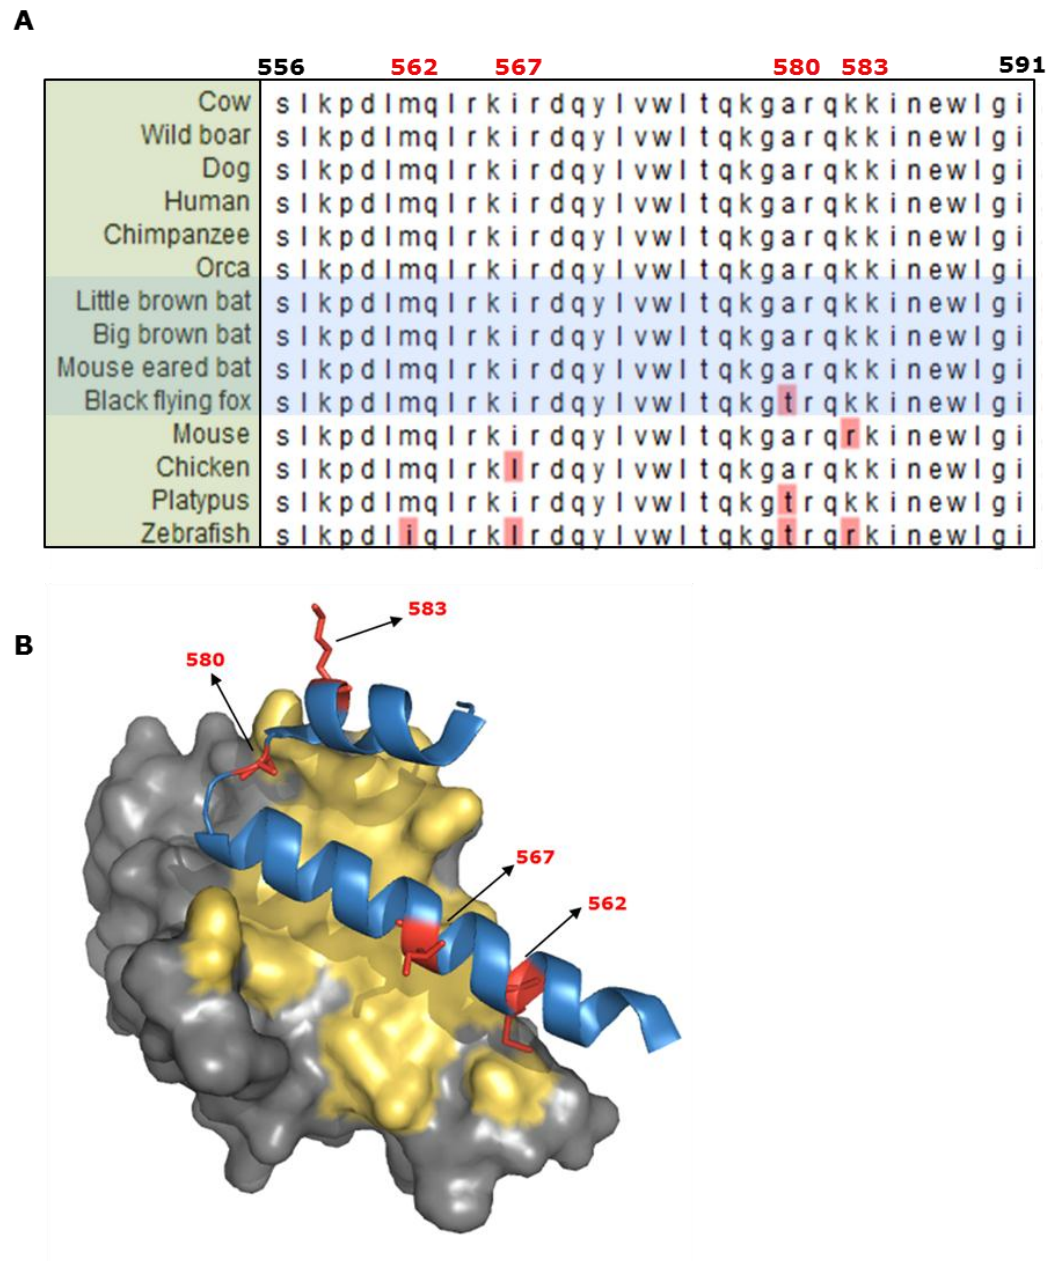 A
556 562 567 580 583 591
Cow s l k p d l m q l r k i r d q y l v w l t q k g a r q k k i n e w l g i
Wild boar s l k p d l m q l r k i r d q y l v w l t q k g a r q k k i n e w l g i
Dog s l k p d l m q l r k i r d q y l v w l t q k g a r q k k i n e w l g i
Human s l k p d l m q l r k i r d q y l v w l t q k g a r q k k i n e w l g i
Chimpanzee s l k p d l m q l r k i r d q y l v w l t q k g a r q k k i n e w l g i
Orca s l k p d l m q l r k i r d q y l v w l t q k g a r q k k i n e w l g i
Little brown bat s l k p d l m q l r k i r d q y l v w l t q k g a r q k k i n e w l g i
Big brown bat s l k p d l m q l r k i r d q y l v w l t q k g a r q k k i n e w l g i
Mouse eared bat s l k p d l m q l r k i r d q y l v w l t q k g a r q k k i n e w l g i
Black flying fox s l k p d l m q l r k i r d q y l v w l t q k g t r q k k i n e w l g i
Mouse s l k p d l m q l r k i r d q y l v w l t q k g a r q r k i n e w l g i
Chicken s l k p d l m q l r k l r d q y l v w l t q k g a r q k k i n e w l g i
Platypus s l k p d l m q l r k i r d q y l v w l t q k g t r q k k i n e w l g i
Zebrafish s l k p d l i q l r k l r d q y l v w l t q k g t r q r k i n e w l g i
B
583
580
567
562